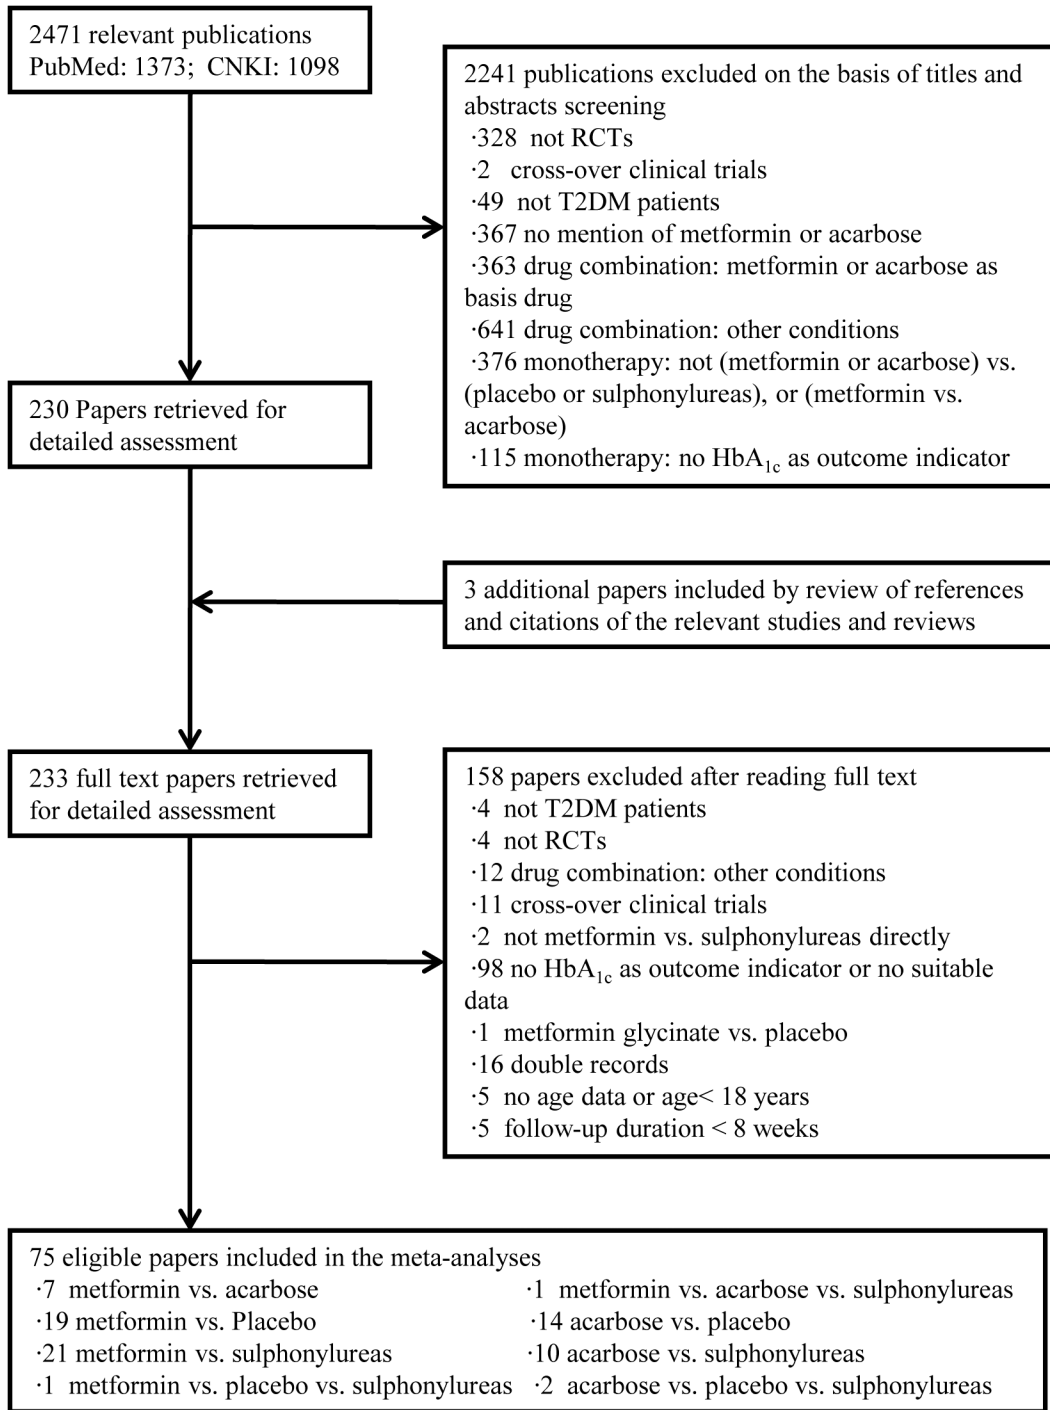 2471 relevant publications
PubMed: 1373;  CNKI: 1098
2241 publications excluded on the basis of titles and
abstracts screening
·328  not RCTs
·2   cross-over clinical trials
·49  not T2DM patients
·367 no mention of metformin or acarbose
·363 drug combination: metformin or acarbose as
basis drug
·641 drug combination: other conditions
·376 monotherapy: not (metformin or acarbose) vs.
(placebo or sulphonylureas), or (metformin vs.
acarbose)
·115 monotherapy: no HbA1c as outcome indicator
230 Papers retrieved for
detailed assessment
3 additional papers included by review of references
and citations of the relevant studies and reviews
233 full text papers retrieved
for detailed assessment
158 papers excluded after reading full text
·4  not T2DM patients
·4  not RCTs
·12 drug combination: other conditions
·11 cross-over clinical trials
·2  not metformin vs. sulphonylureas directly
·98 no HbA1c as outcome indicator or no suitable
data
·1  metformin glycinate vs. placebo
·16 double records
·5  no age data or age< 18 years
·5  follow-up duration < 8 weeks
75 eligible papers included in the meta-analyses
·7  metformin vs. acarbose
·1  metformin vs. acarbose vs. sulphonylureas
·19 metformin vs. Placebo
·14 acarbose vs. placebo
·21 metformin vs. sulphonylureas
·10 acarbose vs. sulphonylureas
·1  metformin vs. placebo vs. sulphonylureas
·2  acarbose vs. placebo vs. sulphonylureas